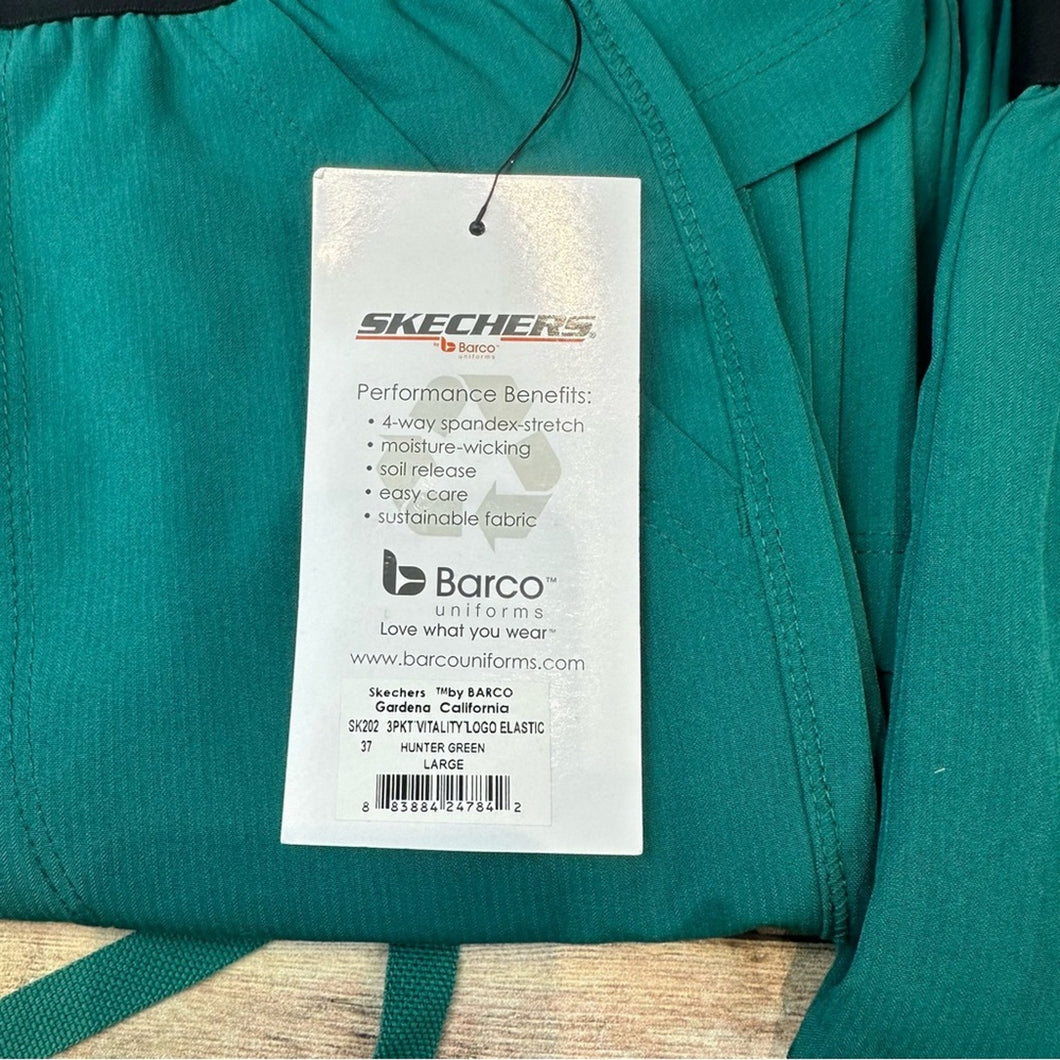 SKECHERS
by Barco™
uniforms
Performance Benefits:
• 4-way spandex-stretch
• moisture-wicking
• soil release
• easy care
• sustainable fabric
b Barco™
uniforms
Love what you wear™
www.barcouniforms.com
Skechers ™by BARCO
Gardena California
SK202 3PKT VITALITY LOGO ELASTIC
37 HUNTER GREEN
LARGE
8 83884 24784 2